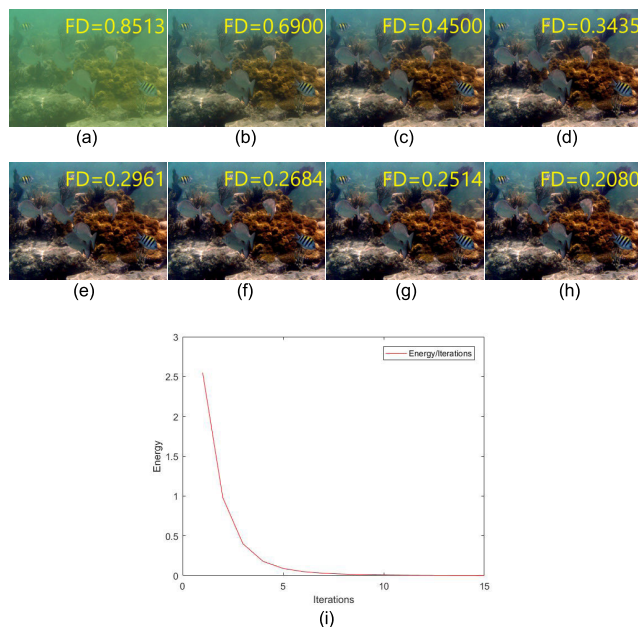 FD=0.8513 FD=0.6900 FD=0.4500 FD=0.3435
(a) (b) (c) (d)
FD=0.2961 FD=0.2684 FD=0.2514 FD=0.2080
(e) (f) (g) (h)
3
2.5
2
1.5
1
0.5
0
Energy
Energy/Iterations
0 5 10 15
Iterations
(i)